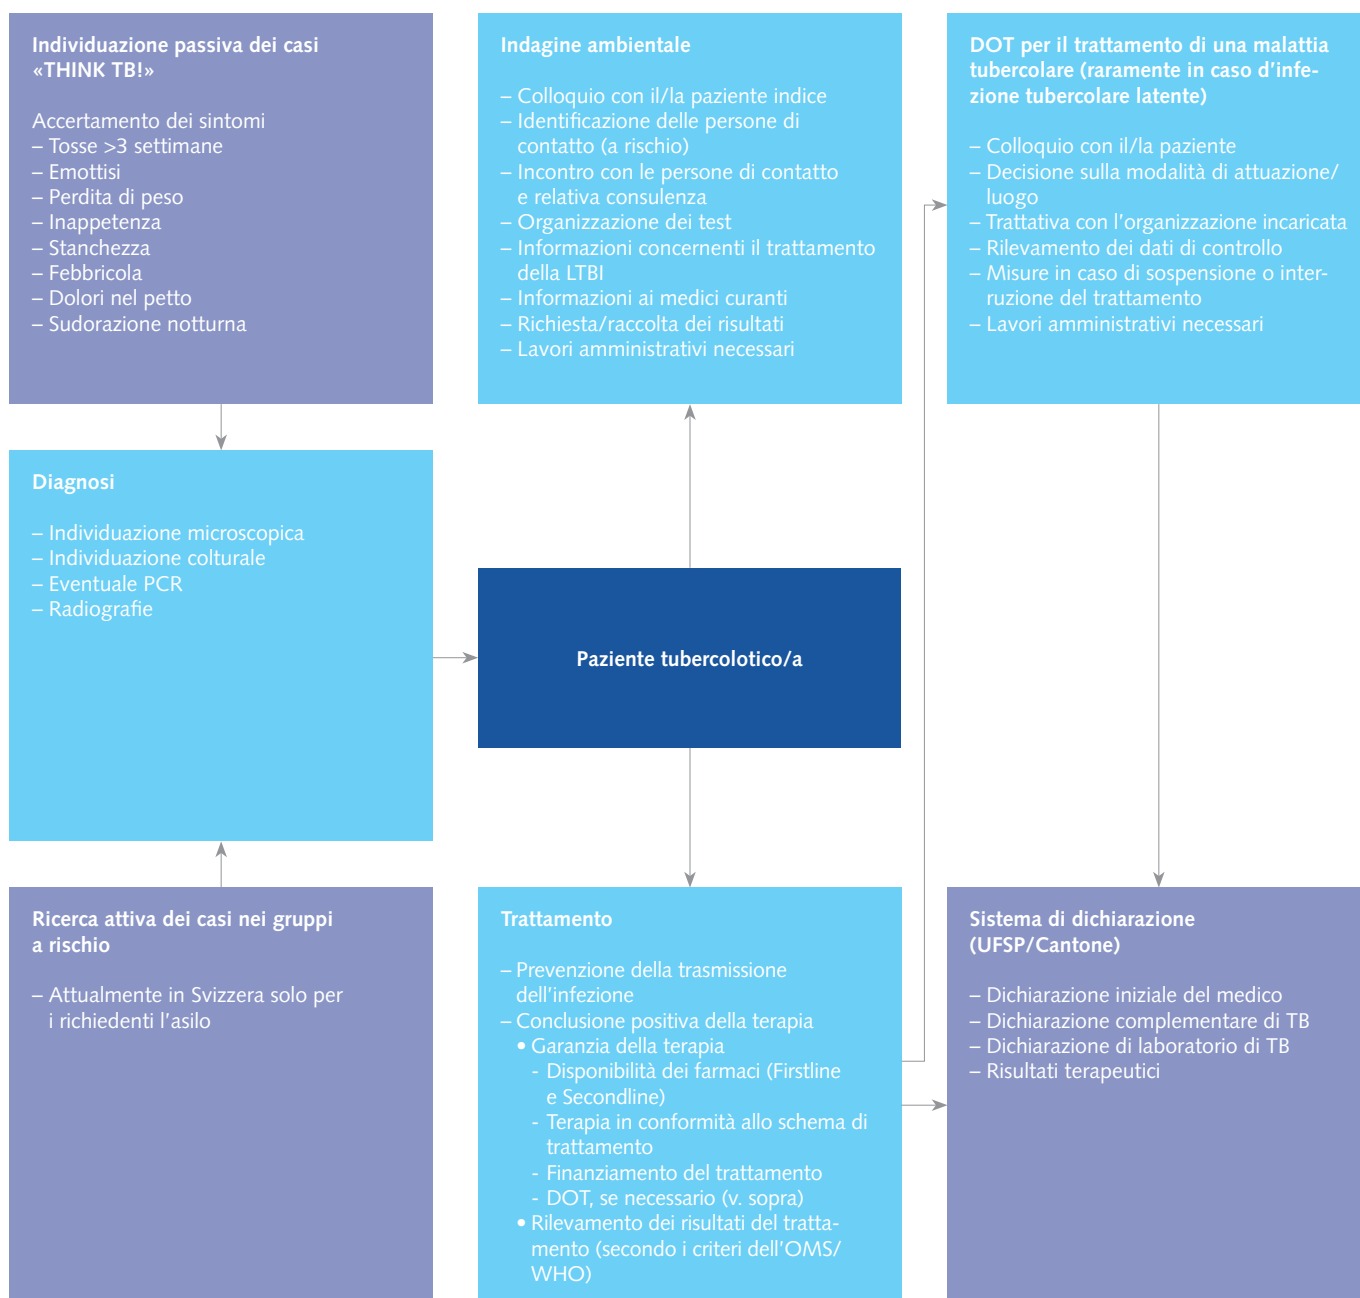 Individuazione passiva dei casi
«THINK TB!»
Accertamento dei sintomi
– Tosse >3 settimane
– Emottisi
– Perdita di peso
– Inappetenza
– Stanchezza
– Febbricola
– Dolori nel petto
– Sudorazione notturna
Indagine ambientale
– Colloquio con il/la paziente indice
– Identificazione delle persone di
contatto (a rischio)
– Incontro con le persone di contatto
e relativa consulenza
– Organizzazione dei test
– Informazioni concernenti il trattamento
della LTBI
– Informazioni ai medici curanti
– Richiesta/raccolta dei risultati
– Lavori amministrativi necessari
DOT per il trattamento di una malattia
tubercolare (raramente in caso d’infe-
zione tubercolare latente)
– Colloquio con il/la paziente
– Decisione sulla modalità di attuazione/
luogo
– Trattativa con l’organizzazione incaricata
– Rilevamento dei dati di controllo
– Misure in caso di sospensione o inter-
ruzione del trattamento
– Lavori amministrativi necessari
Diagnosi
– Individuazione microscopica
– Individuazione colturale
– Eventuale PCR
– Radiografie
Paziente tubercolotico/a
Ricerca attiva dei casi nei gruppi
a rischio
– Attualmente in Svizzera solo per
i richiedenti l’asilo
Trattamento
– Prevenzione della trasmissione
dell’infezione
– Conclusione positiva della terapia
• Garanzia della terapia
- Disponibilità dei farmaci (Firstline
e Secondline)
- Terapia in conformità allo schema di
trattamento
- Finanziamento del trattamento
- DOT, se necessario (v. sopra)
• Rilevamento dei risultati del tratta-
mento (secondo i criteri dell’OMS/
WHO)
Sistema di dichiarazione
(UFSP/Cantone)
– Dichiarazione iniziale del medico
– Dichiarazione complementare di TB
– Dichiarazione di laboratorio di TB
– Risultati terapeutici